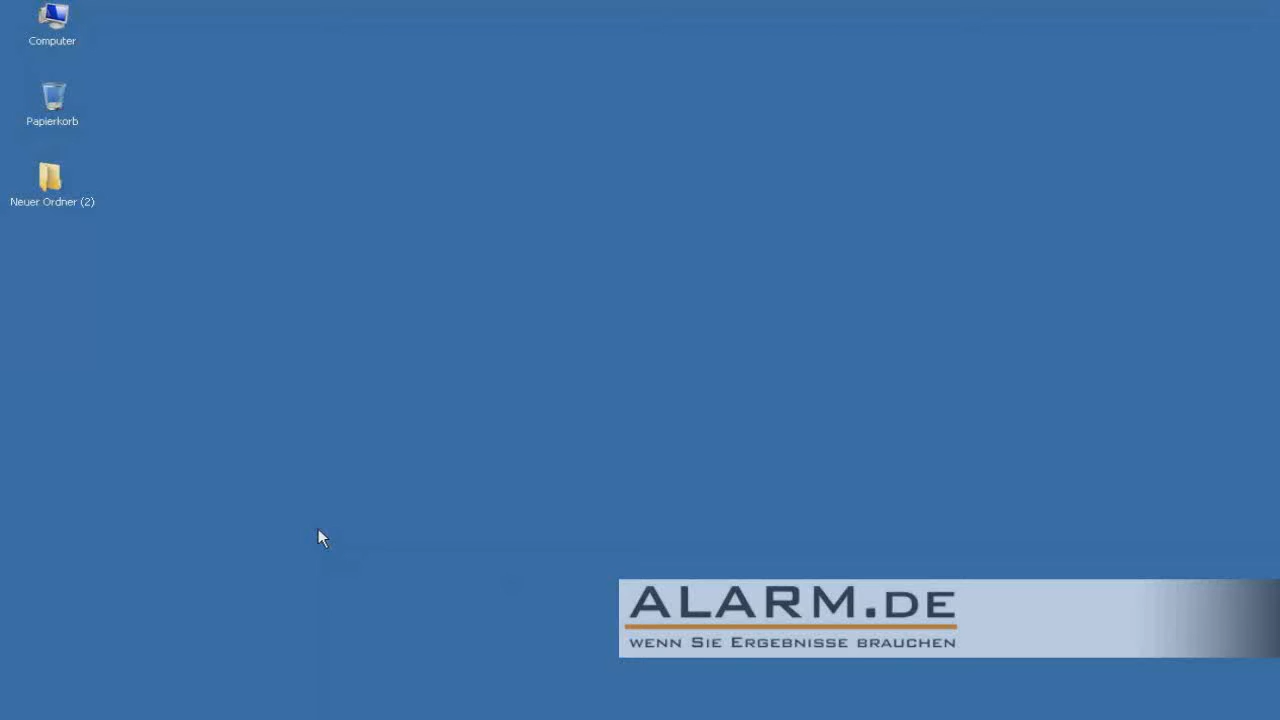 Computer
Papierkorb
Neuer Ordner (2)
ALARM.DE
WENN SIE ERGEBNISSE BRAUCHEN